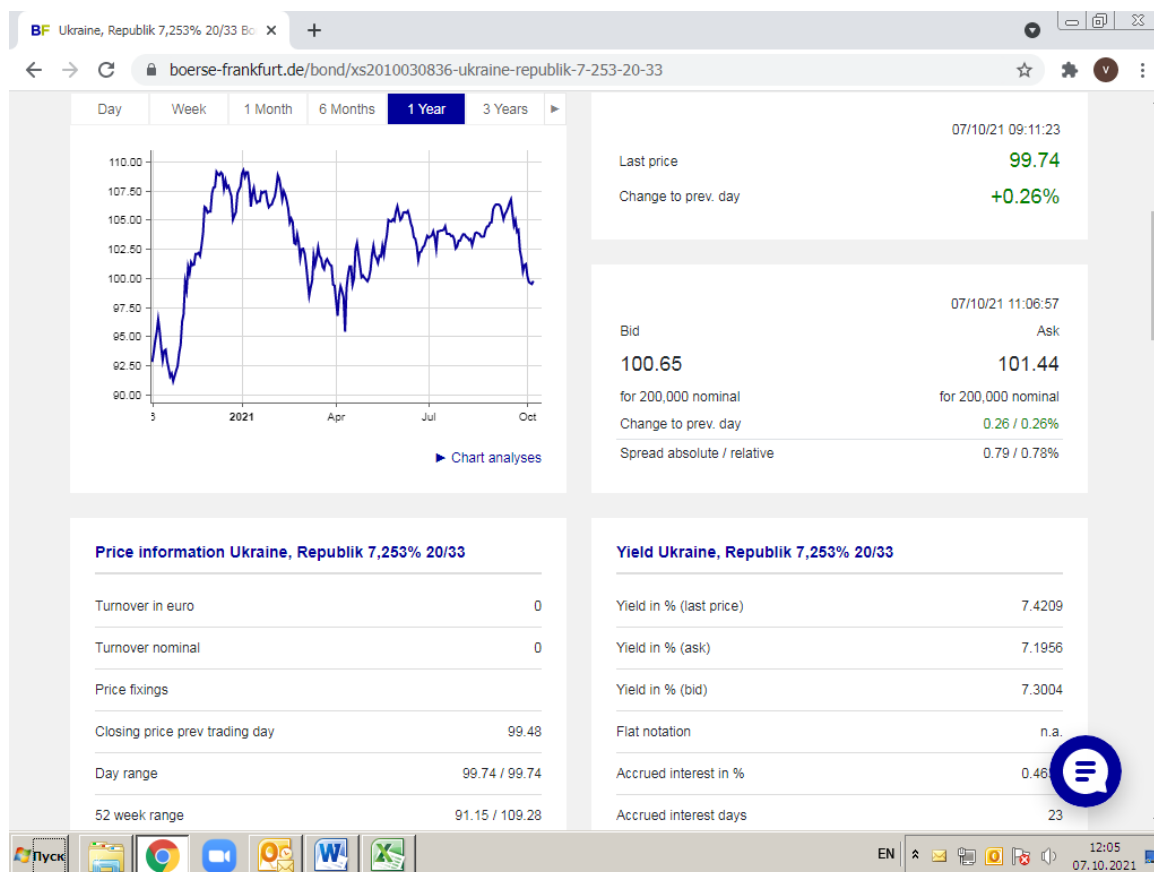 BF Ukraine, Republik 7,253% 20/33 Bo
boerse-frankfurt.de/bond/xs2010030836-ukraine-republik-7-253-20-33
V
Day Week 1 Month 6 Months 1 Year 3 Years
110.00
107.50
105.00
102.50
100.00
97.50
95.00
92.50
90.00
2021 Apr Jul Oct
Chart analyses
07/10/21 09:11:23
Last price 99.74
Change to prev. day +0.26%
07/10/21 11:06:57
Bid Ask
100.65 101.44
for 200,000 nominal for 200,000 nominal
Change to prev. day 0.26 / 0.26%
Spread absolute / relative 0.79 / 0.78%
Price information Ukraine, Republik 7,253% 20/33
Turnover in euro 0
Turnover nominal 0
Price fixings
Closing price prev trading day 99.48
Day range 99.74 / 99.74
52 week range 91.15 / 109.28
Yield Ukraine, Republik 7,253% 20/33
Yield in % (last price) 7.4209
Yield in % (ask) 7.1956
Yield in % (bid) 7.3004
Flat notation n.a.
Accrued interest in %
Accrued interest days 23
Пуск
EN
12:05
07.10.2021